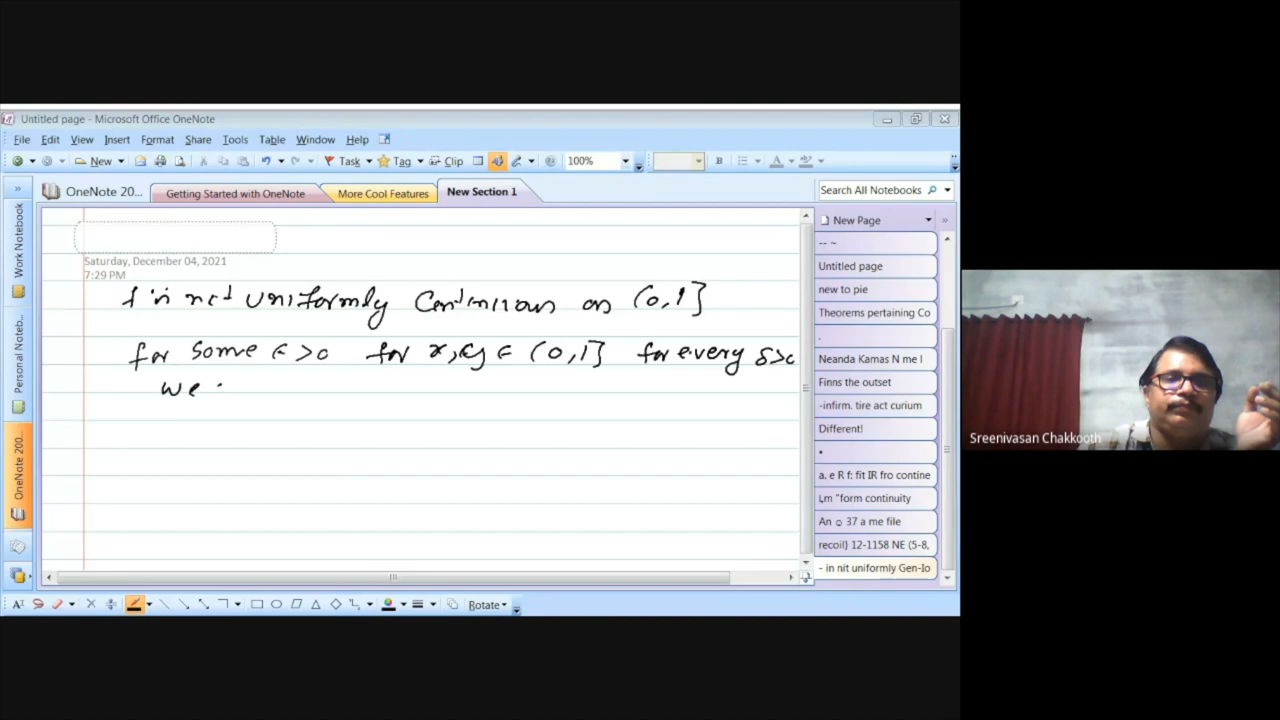 Untitled page - Microsoft Office OneNote
File Edit View Insert Format Share Tools Table Window Help
New Task Tag Clip 100% B A
OneNote 20... Getting Started with OneNote More Cool Features New Section 1 Search All Notebooks
Work Notebook
Personal Noteb...
OneNote 200...
Saturday, December 04, 2021
7:29 PM
f is not uniformly continuous on (0,1]
for some ε>0 for x,y ∈ (0,1] for every δ>0
we
New Page
-- ~
Untitled page
new to pie
Theorems pertaining Co
.
Neanda Kamas N me l
Finns the outset
-infirm. tire act curium
Different!
•
a. e R f: fit IR fro contine
i,m "form continuity
An ☺ 37 a me file
recoil} 12-1158 NE (5-8,
- in nit uniformly Gen-Io
Rotate
Sreenivasan Chakkooth